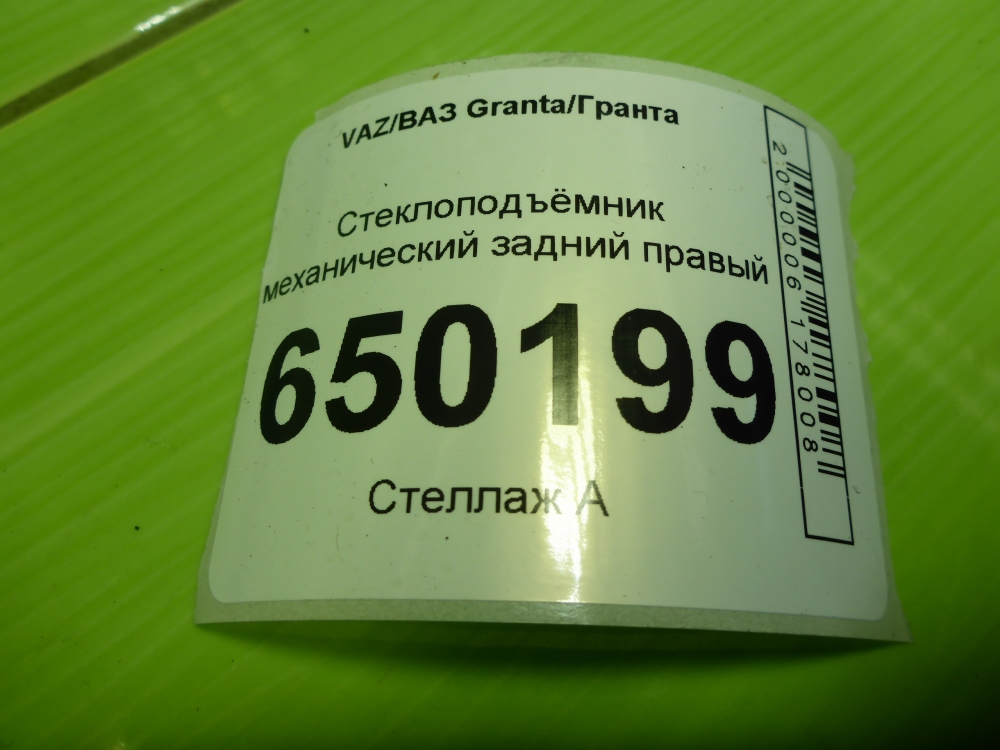 VAZ/ВАЗ Granta/Гранта
Стеклоподъёмник
механический задний правый
650199
Стеллаж А
2000006178008